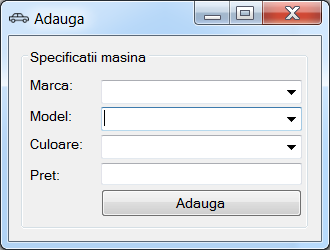 Adauga
Specificatii masina
Marca:
Model:
Culoare:
Pret:
Adauga